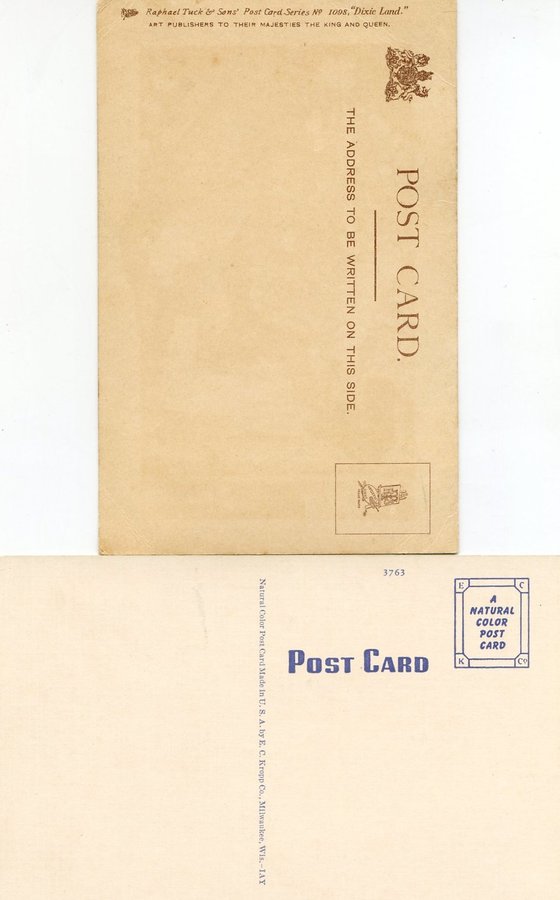 Raphael Tuck & Sons' Post Card Series No 1098, "Dixie Land."
ART PUBLISHERS TO THEIR MAJESTIES THE KING AND QUEEN.
POST CARD.
THE ADDRESS TO BE WRITTEN ON THIS SIDE.
3763
E C
A
NATURAL
COLOR
POST
CARD
K Co
POST CARD
Natural Color Post Card Made in U. S. A. by E. C. Kropp Co., Milwaukee, Wis.-1AY